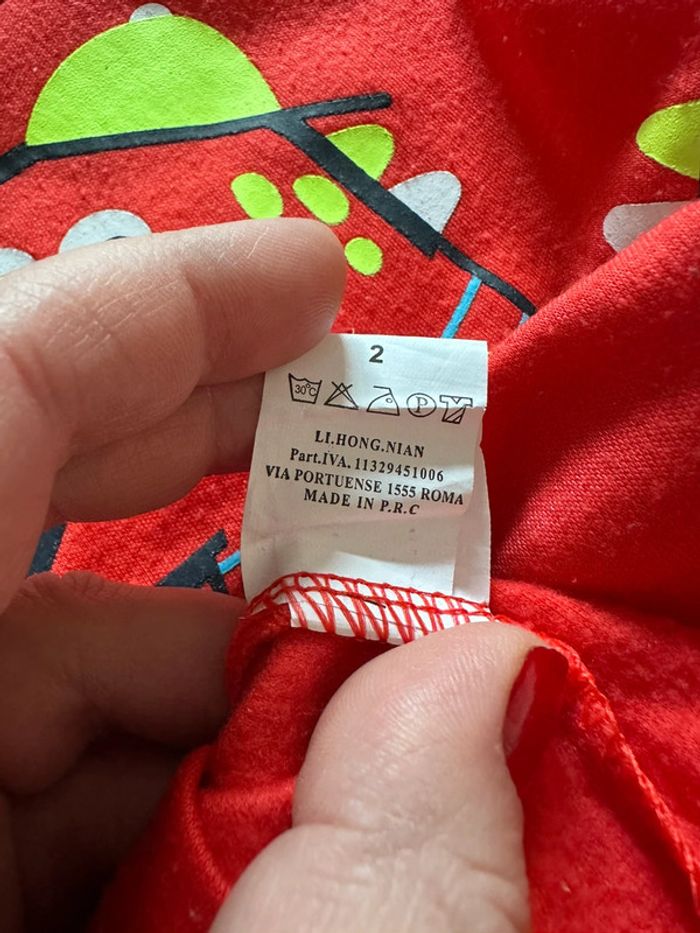 2
30°C P
LI.HONG.NIAN
Part.IVA. 11329451006
VIA PORTUENSE 1555 ROMA
MADE IN P.R.C